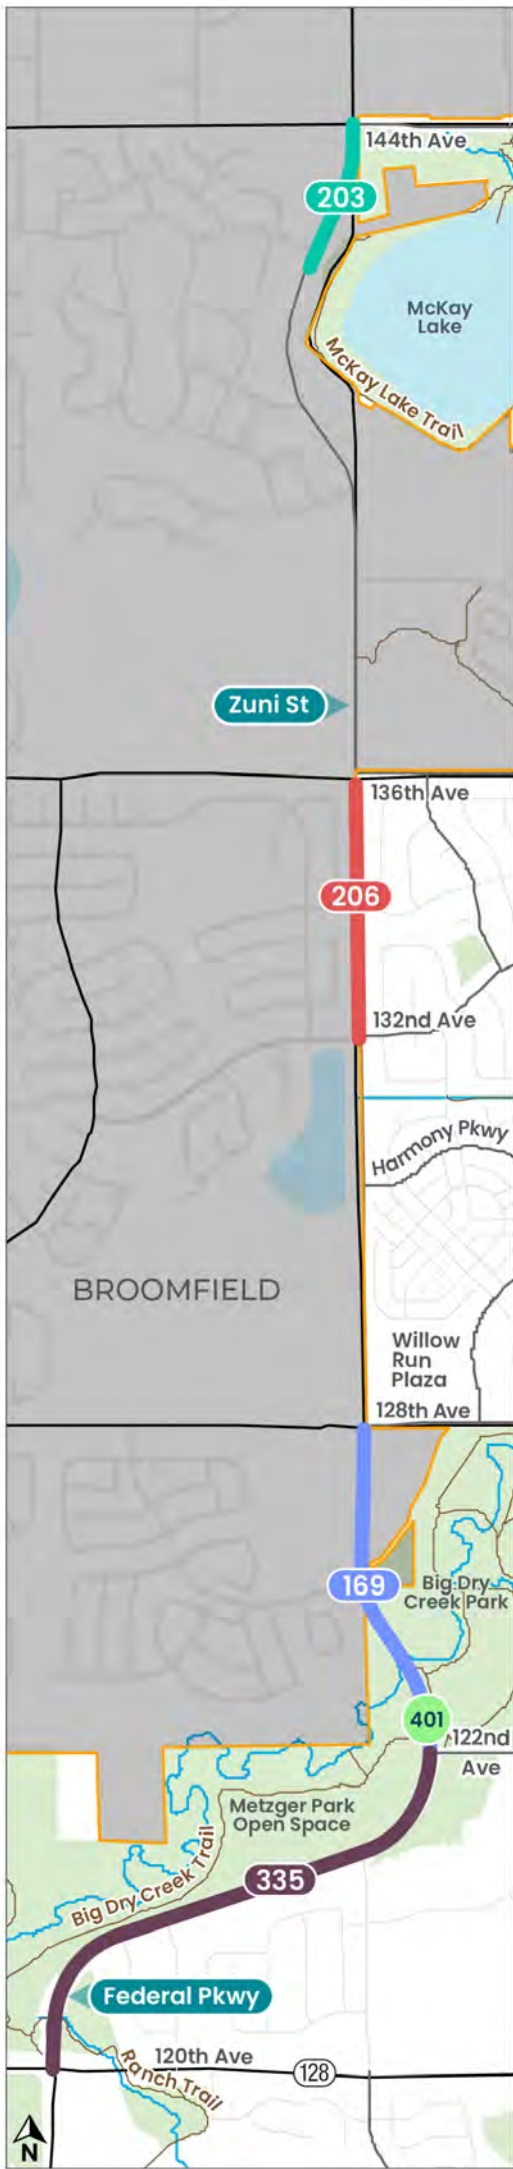 144th Ave
203
McKay
Lake
McKay Lake Trail
Zuni St
136th Ave
206
132nd Ave
Harmony Pkwy
BROOMFIELD
Willow
Run
Plaza
128th Ave
169
Big Dry
Creek Park
401
122nd
Ave
Metzger Park
Open Space
Big Dry Creek Trail
335
Federal Pkwy
120th Ave
128
Ranch Trail
N